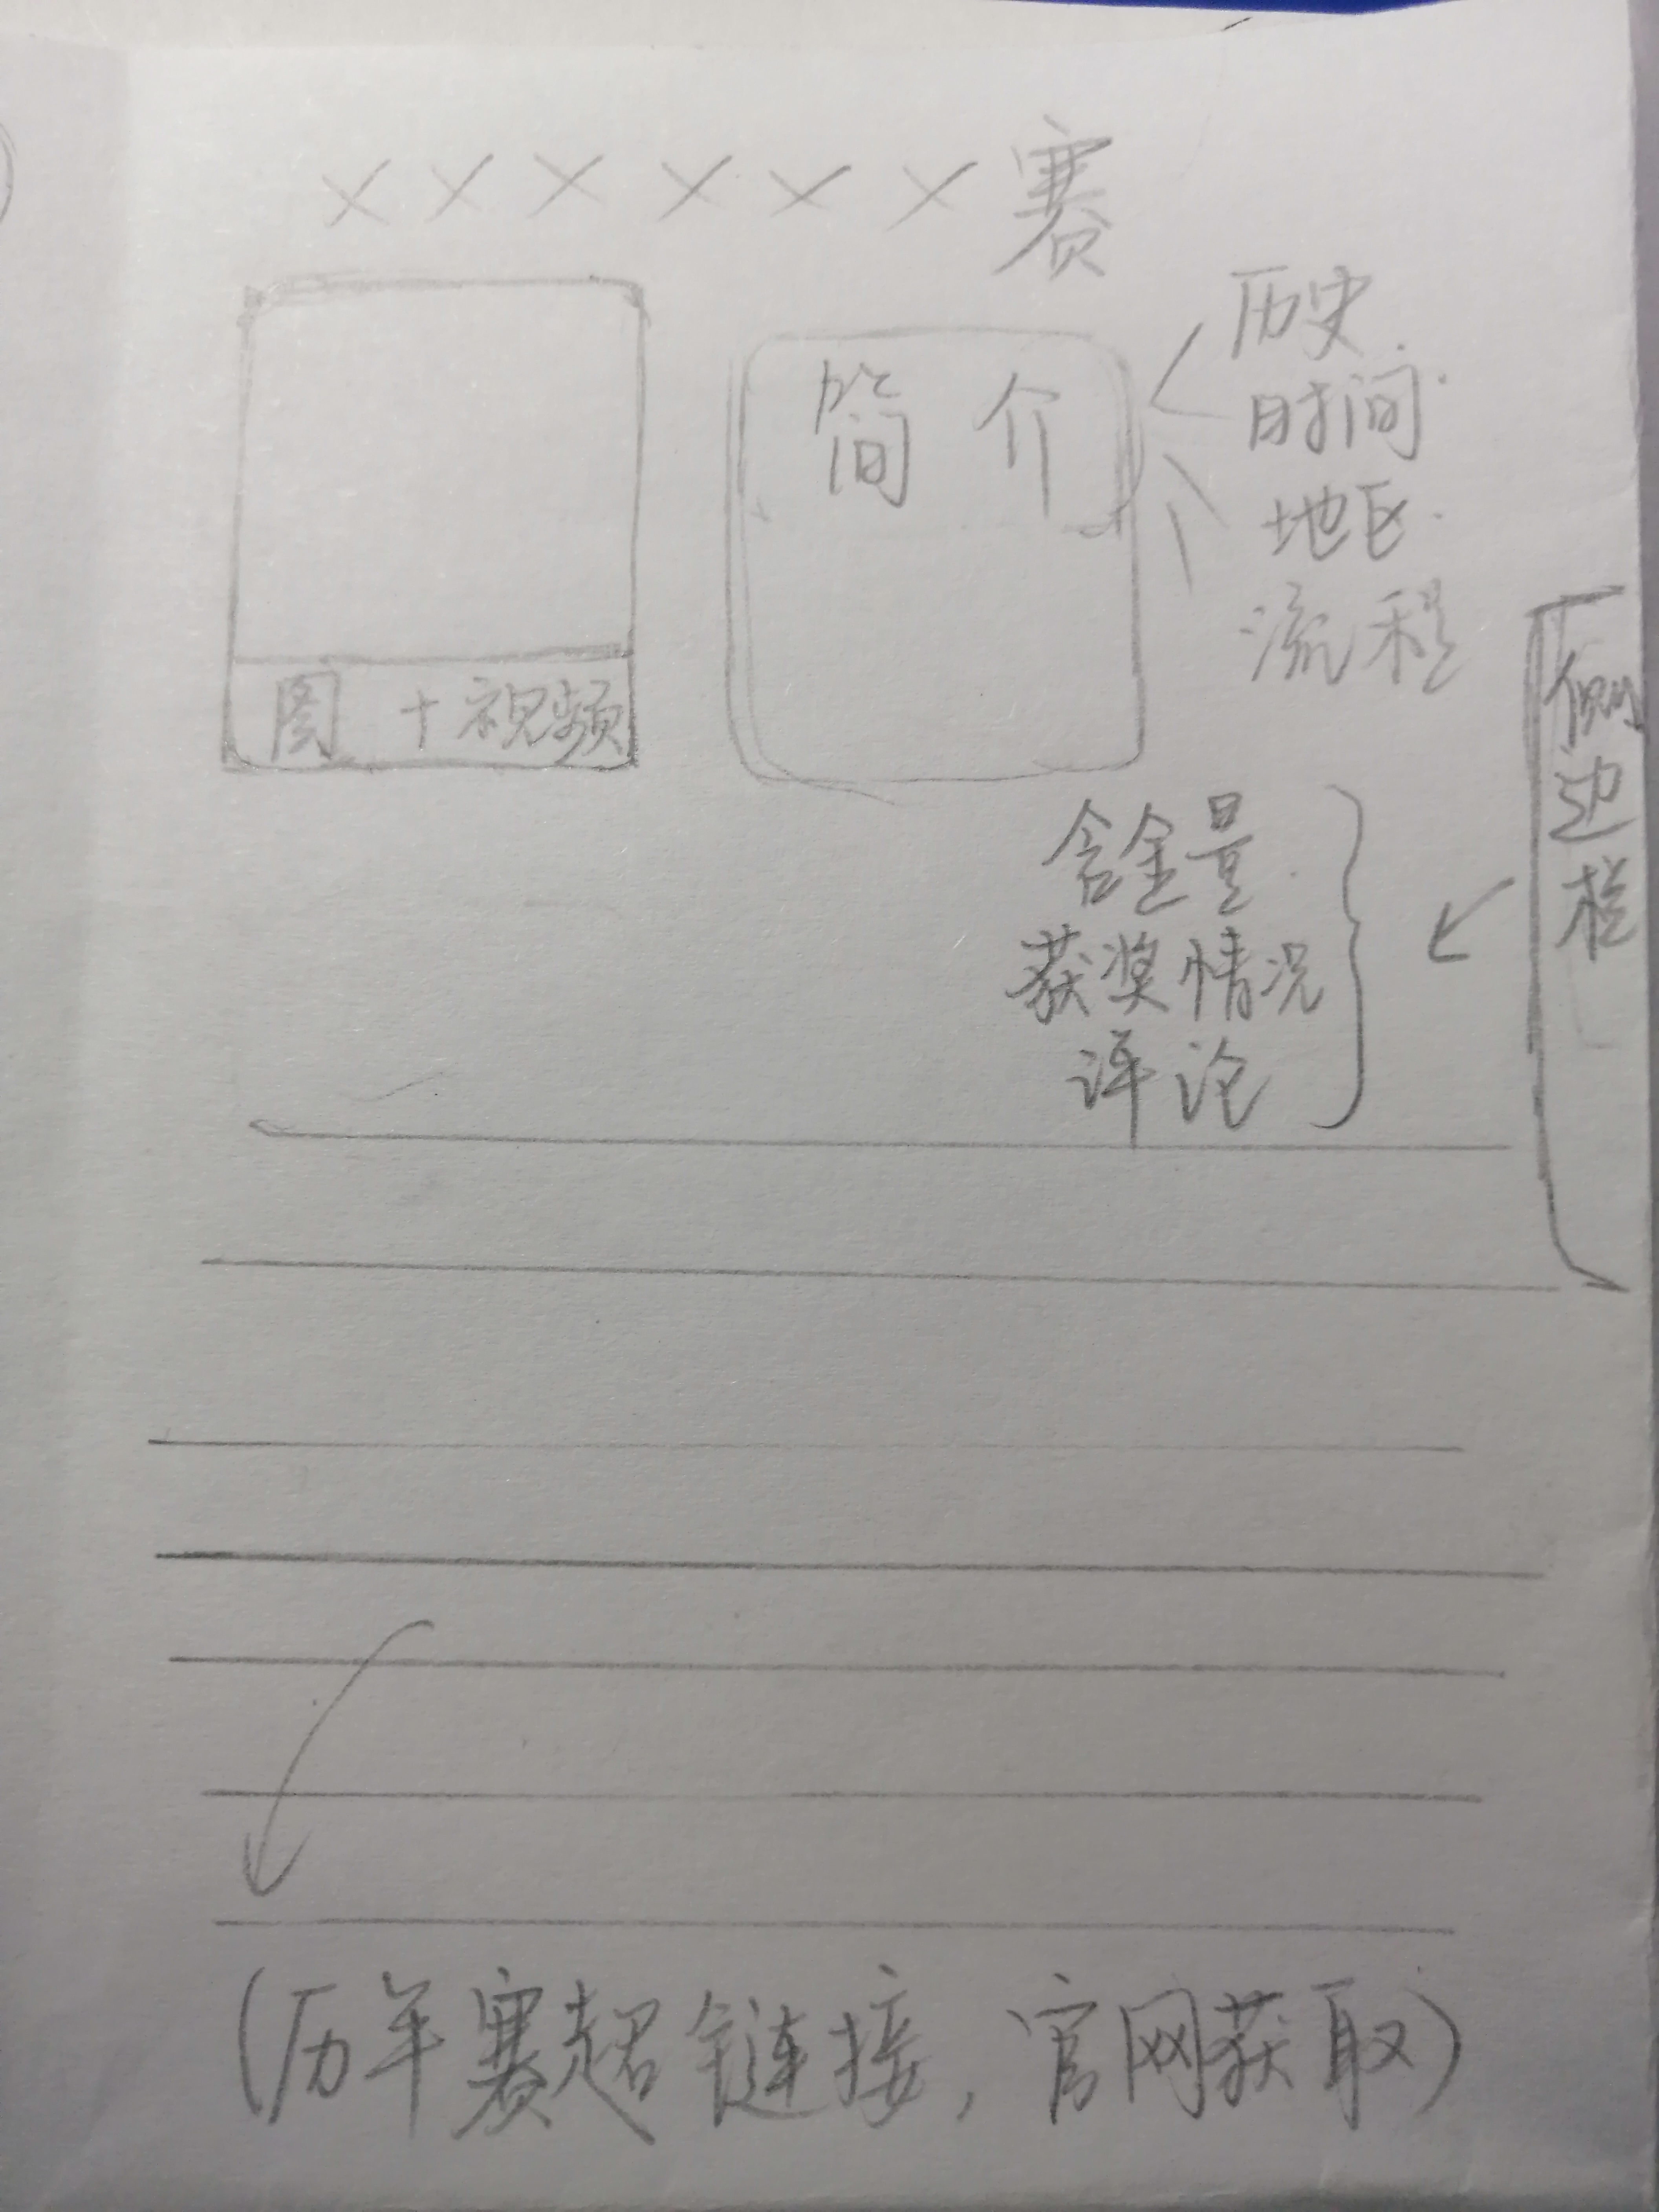 ××××××赛
图+视频
简介
历史
时间
地区
流程
侧边栏
含金量
获奖情况
评论
(历年赛超链接,官网获取)